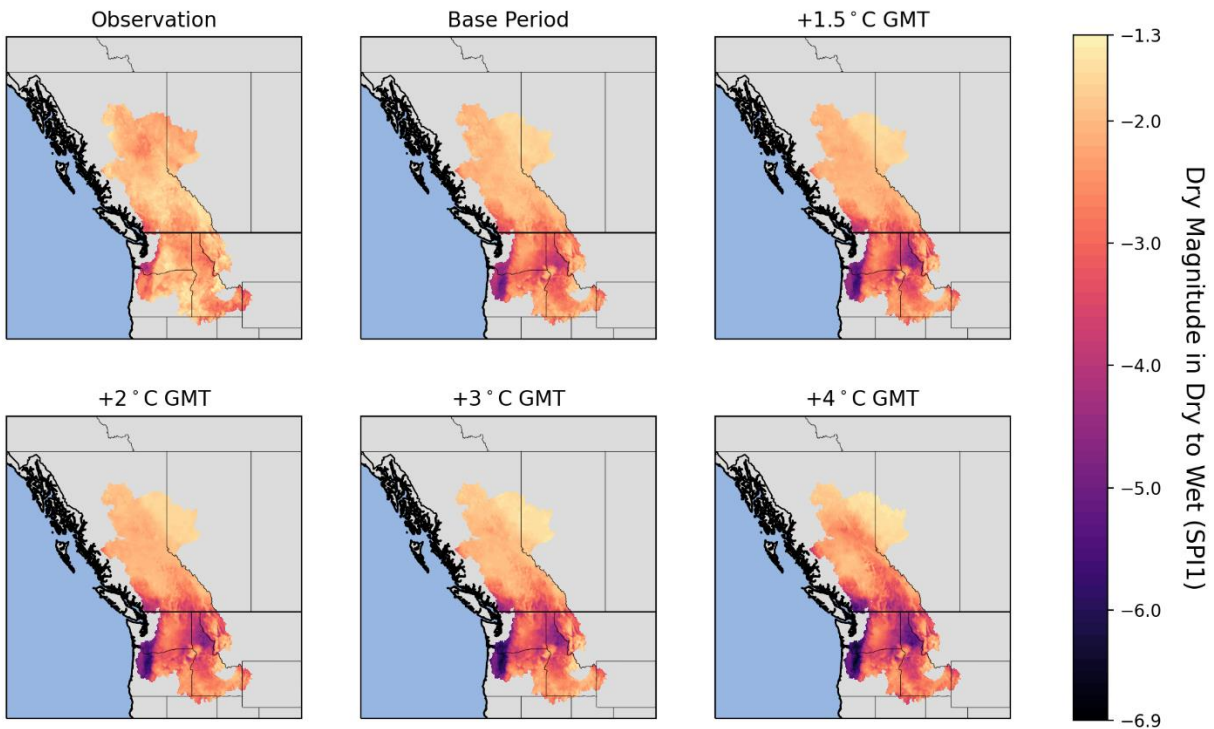 Observation
Base Period
+1.5°C GMT
+2°C GMT
+3°C GMT
+4°C GMT
−1.3
−2.0
−3.0
−4.0
−5.0
−6.0
−6.9
Dry Magnitude in Dry to Wet (SPI1)